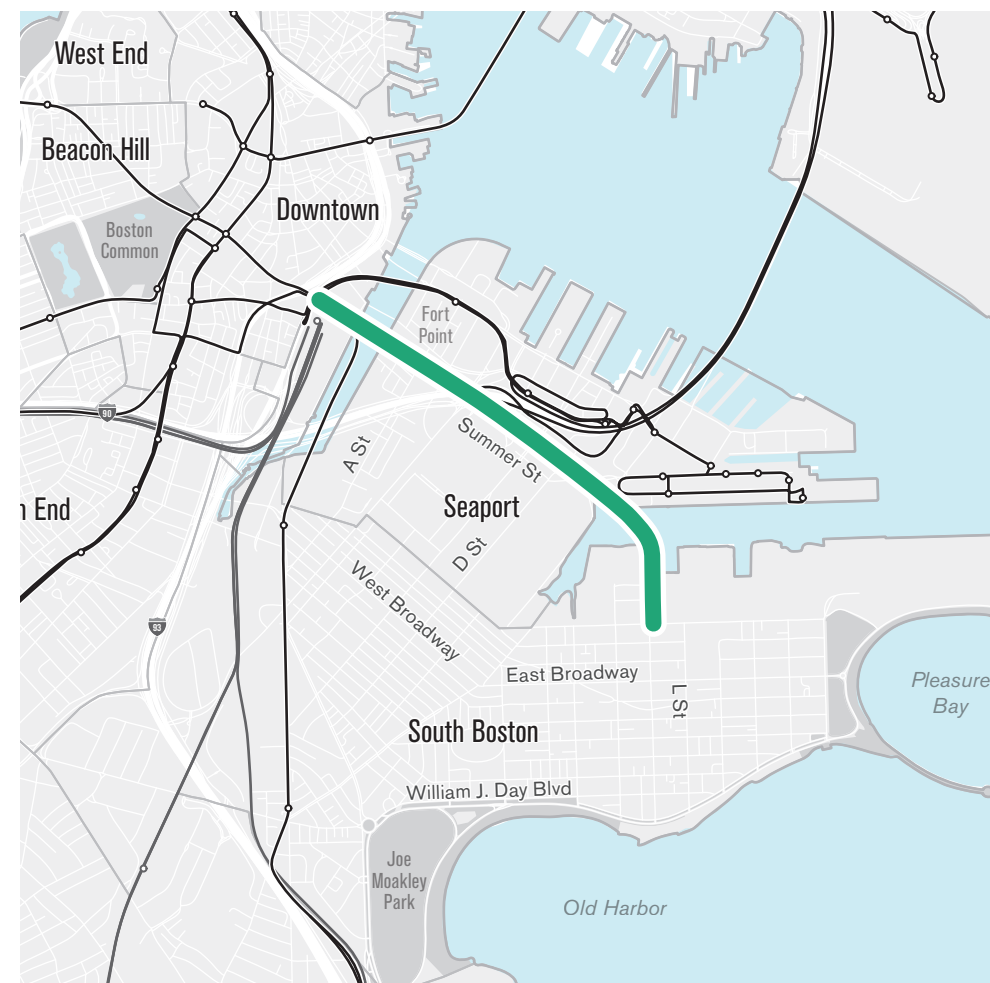 West End
Beacon Hill
Downtown
Boston
Common
Fort
Point
90
Summer St
A St
n End
Seaport
D St
West Broadway
93
East Broadway
L St
Pleasure
Bay
South Boston
William J. Day Blvd
Joe
Moakley
Park
Old Harbor